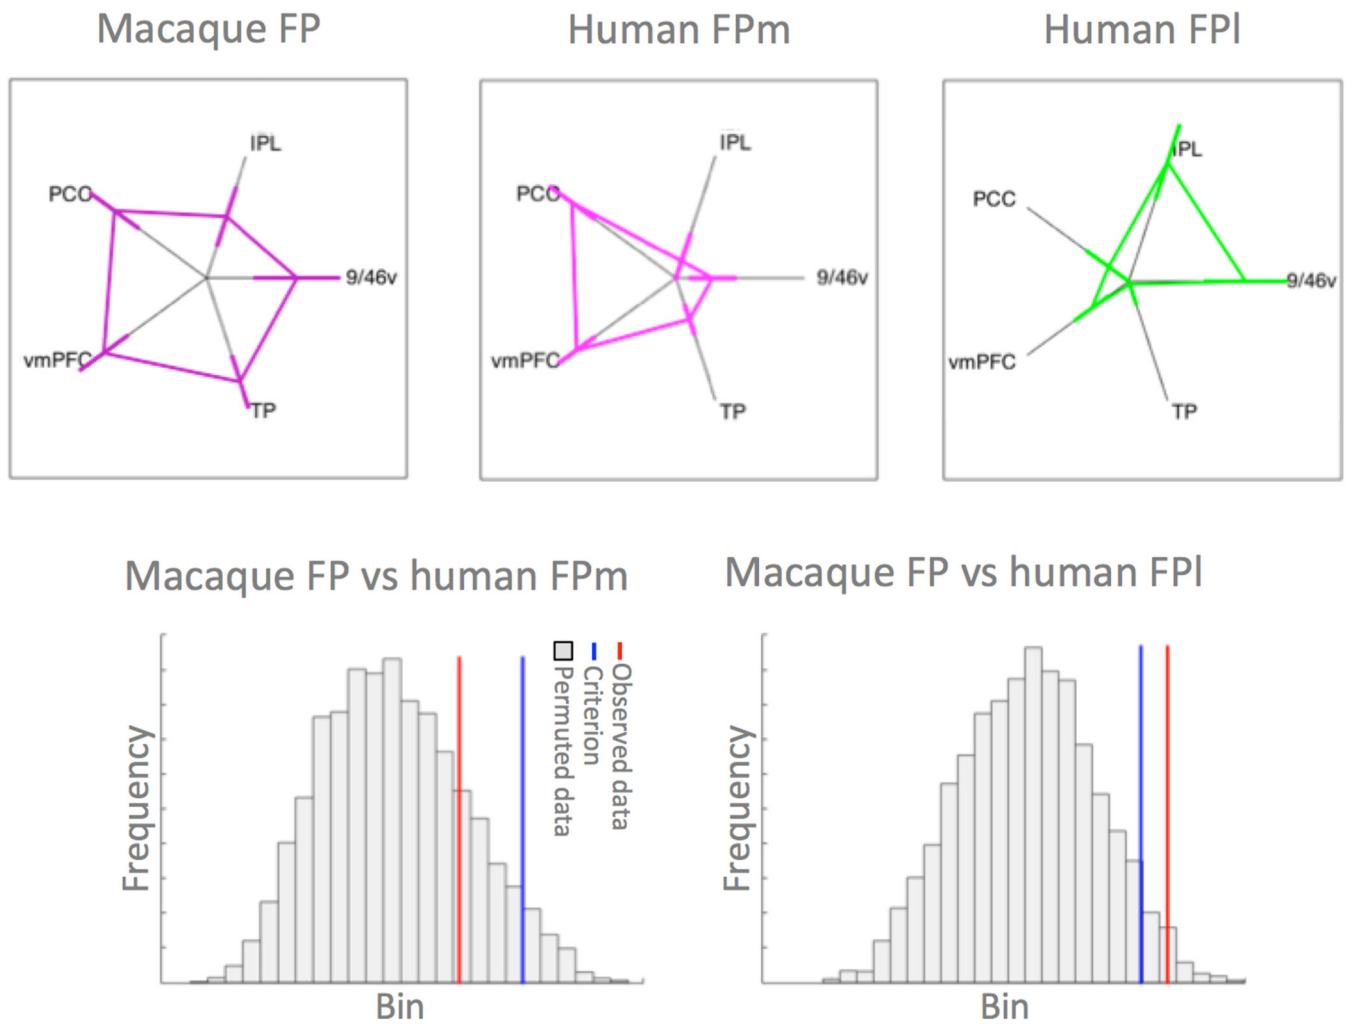 Macaque FP
Human FPm
Human FPl
IPL
PCC
9/46v
vmPFC
TP
IPL
PCC
9/46v
vmPFC
TP
IPL
PCC
9/46v
vmPFC
TP
Macaque FP vs human FPm
Macaque FP vs human FPl
Frequency
Observed data
Criterion
Permuted data
Bin
Frequency
Bin